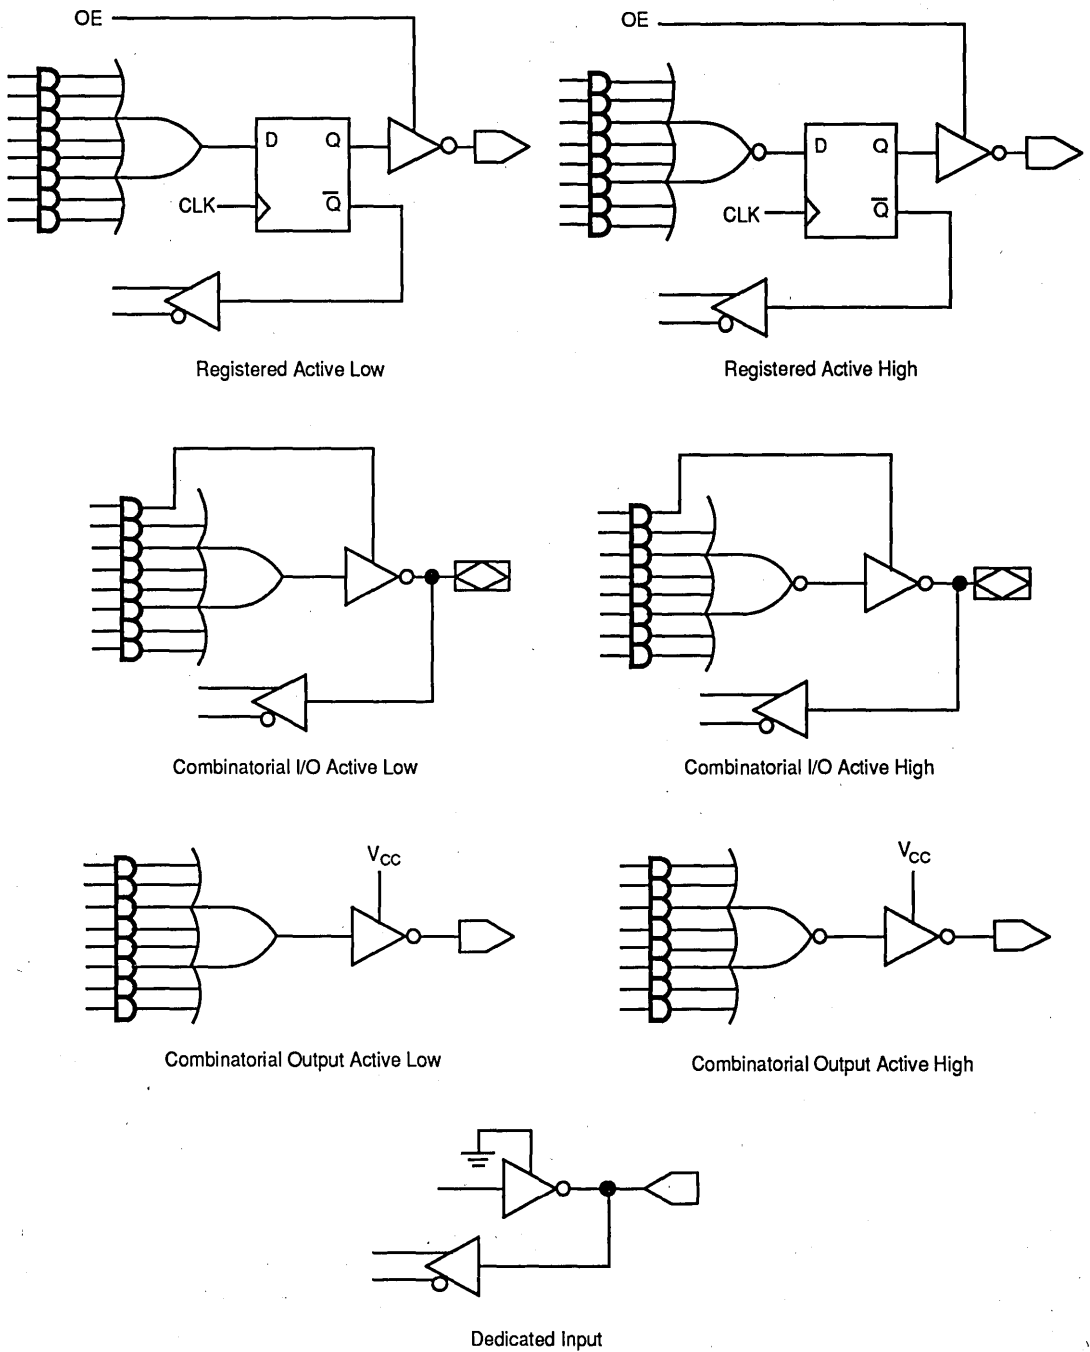 OE
OE
D Q
CLK Q̅
D Q
CLK Q̅
Registered Active Low
Registered Active High
Combinatorial I/O Active Low
Combinatorial I/O Active High
VCC
VCC
Combinatorial Output Active Low
Combinatorial Output Active High
Dedicated Input